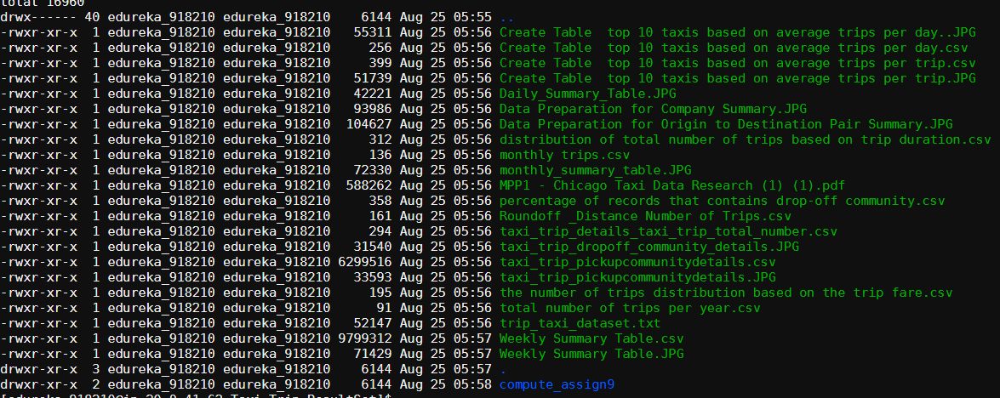 total 16960
drwx------ 40 edureka_918210 edureka_918210    6144 Aug 25 05:55 ..
-rwxr-xr-x  1 edureka_918210 edureka_918210   55311 Aug 25 05:56 Create Table  top 10 taxis based on average trips per day..JPG
-rwxr-xr-x  1 edureka_918210 edureka_918210     256 Aug 25 05:56 Create Table  top 10 taxis based on average trips per day.csv
-rwxr-xr-x  1 edureka_918210 edureka_918210     399 Aug 25 05:56 Create Table  top 10 taxis based on average trips per trip.csv
-rwxr-xr-x  1 edureka_918210 edureka_918210   51739 Aug 25 05:56 Create Table  top 10 taxis based on average trips per trip.JPG
-rwxr-xr-x  1 edureka_918210 edureka_918210   42221 Aug 25 05:56 Daily_Summary_Table.JPG
-rwxr-xr-x  1 edureka_918210 edureka_918210   93986 Aug 25 05:56 Data Preparation for Company Summary.JPG
-rwxr-xr-x  1 edureka_918210 edureka_918210  104627 Aug 25 05:56 Data Preparation for Origin to Destination Pair Summary.JPG
-rwxr-xr-x  1 edureka_918210 edureka_918210     312 Aug 25 05:56 distribution of total number of trips based on trip duration.csv
-rwxr-xr-x  1 edureka_918210 edureka_918210     136 Aug 25 05:56 monthly trips.csv
-rwxr-xr-x  1 edureka_918210 edureka_918210   72330 Aug 25 05:56 monthly_summary_table.JPG
-rwxr-xr-x  1 edureka_918210 edureka_918210  588262 Aug 25 05:56 MPP1 - Chicago Taxi Data Research (1) (1).pdf
-rwxr-xr-x  1 edureka_918210 edureka_918210     358 Aug 25 05:56 percentage of records that contains drop-off community.csv
-rwxr-xr-x  1 edureka_918210 edureka_918210     161 Aug 25 05:56 Roundoff _Distance Number of Trips.csv
-rwxr-xr-x  1 edureka_918210 edureka_918210     294 Aug 25 05:56 taxi_trip_details_taxi_trip_total_number.csv
-rwxr-xr-x  1 edureka_918210 edureka_918210   31540 Aug 25 05:56 taxi_trip_dropoff_community_details.JPG
-rwxr-xr-x  1 edureka_918210 edureka_918210 6299516 Aug 25 05:56 taxi_trip_pickupcommunitydetails.csv
-rwxr-xr-x  1 edureka_918210 edureka_918210   33593 Aug 25 05:56 taxi_trip_pickupcommunitydetails.JPG
-rwxr-xr-x  1 edureka_918210 edureka_918210     195 Aug 25 05:56 the number of trips distribution based on the trip fare.csv
-rwxr-xr-x  1 edureka_918210 edureka_918210      91 Aug 25 05:56 total number of trips per year.csv
-rwxr-xr-x  1 edureka_918210 edureka_918210   52147 Aug 25 05:56 trip_taxi_dataset.txt
-rwxr-xr-x  1 edureka_918210 edureka_918210 9799312 Aug 25 05:57 Weekly Summary Table.csv
-rwxr-xr-x  1 edureka_918210 edureka_918210   71429 Aug 25 05:57 Weekly Summary Table.JPG
drwxr-xr-x  3 edureka_918210 edureka_918210    6144 Aug 25 05:57 .
drwxr-xr-x  2 edureka_918210 edureka_918210    6144 Aug 25 05:58 compute_assign9